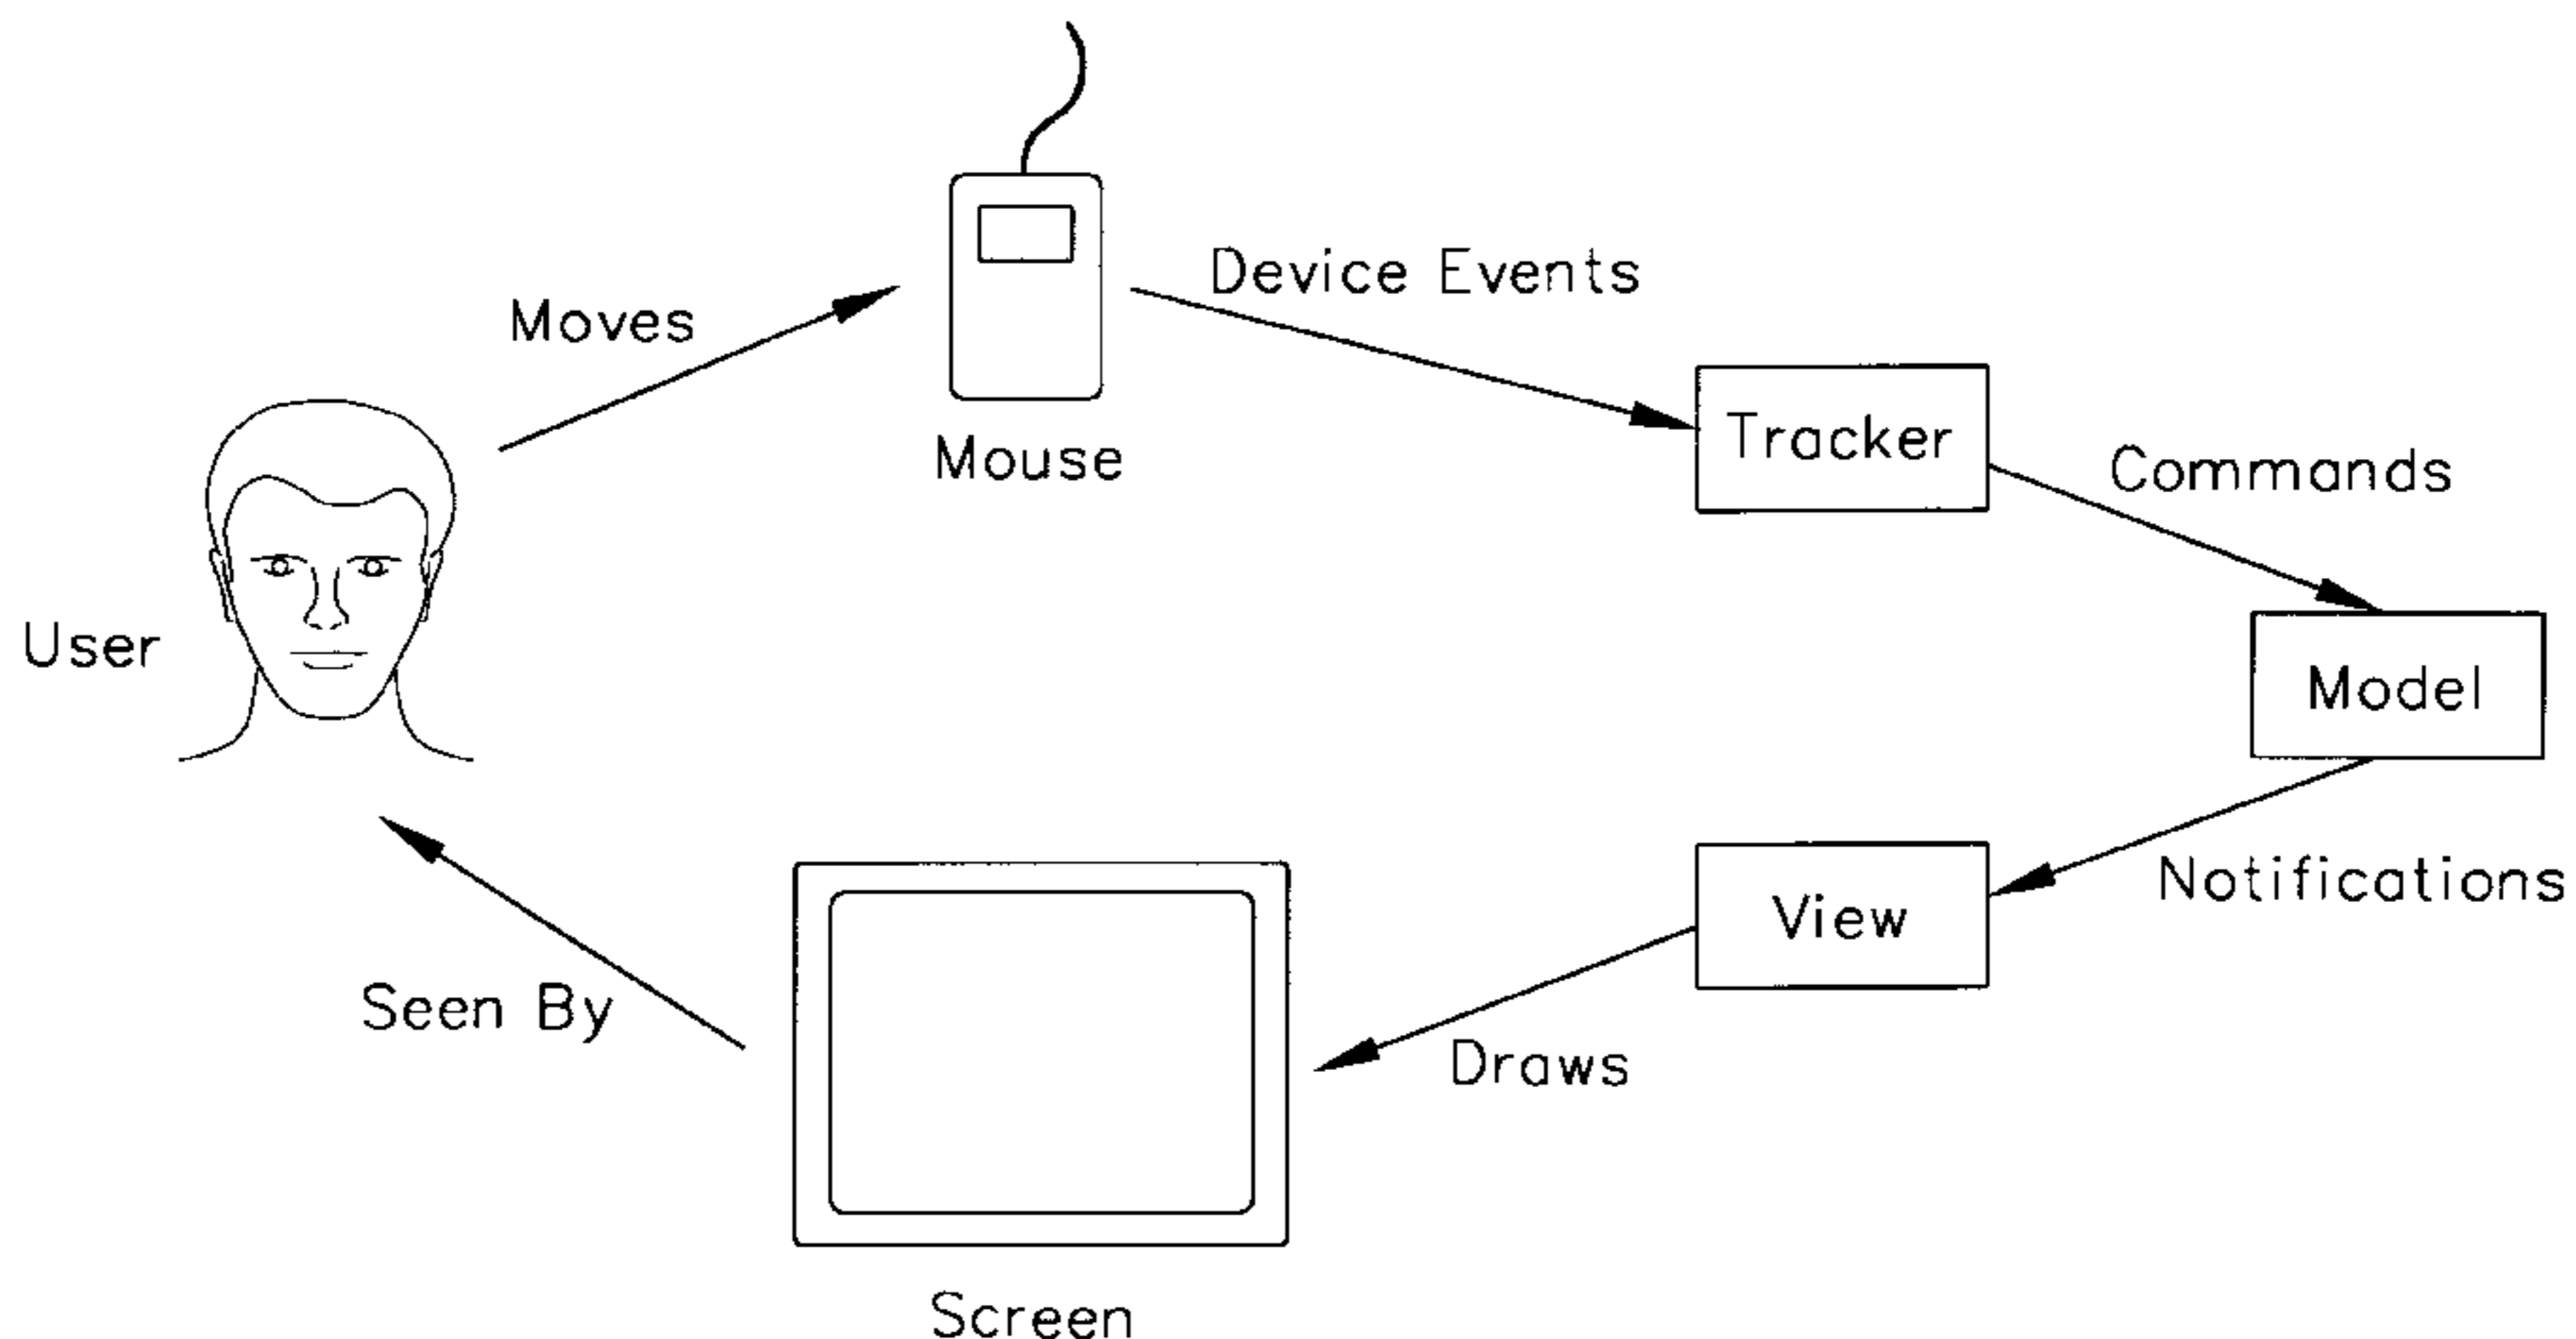 Moves
Device Events
Mouse
Tracker
Commands
User
Model
View
Notifications
Seen By
Draws
Screen